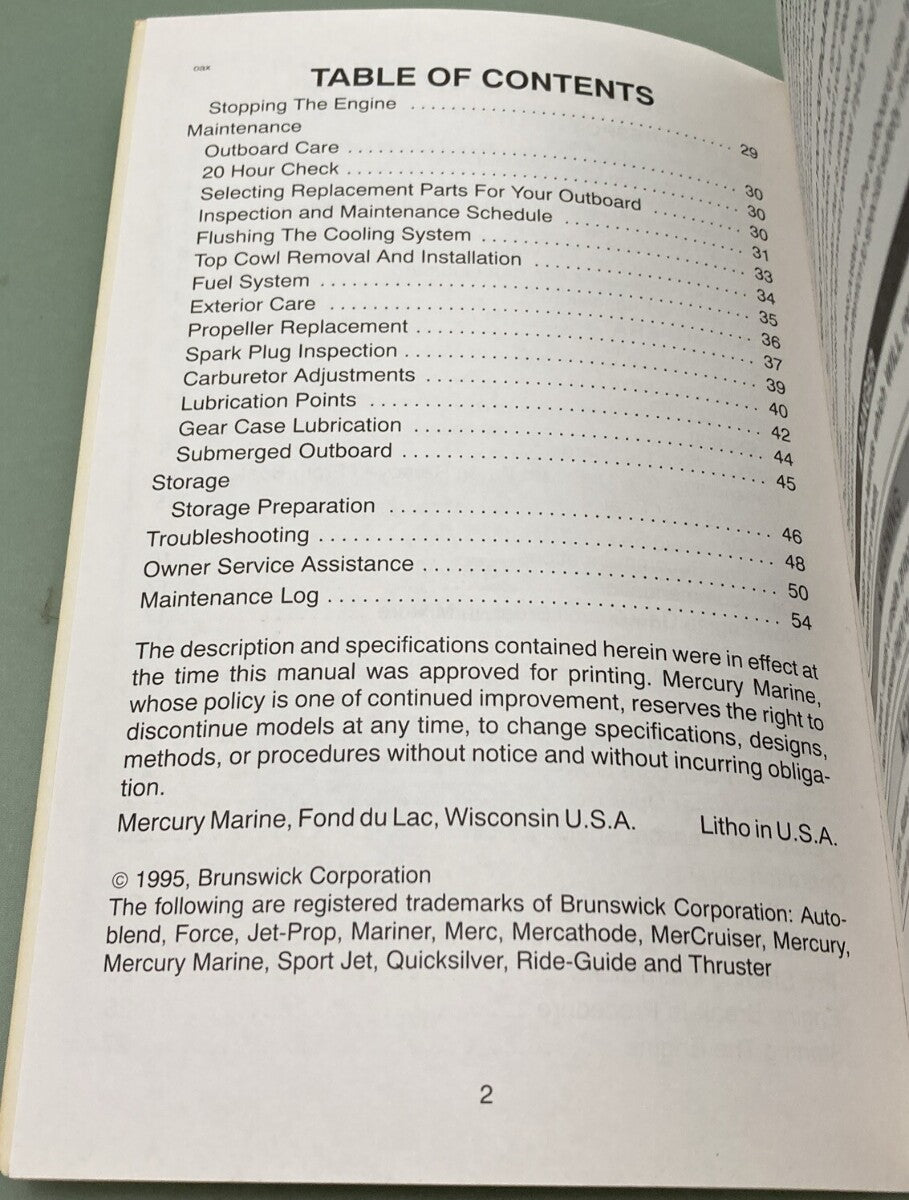 TABLE OF CONTENTS
Stopping The Engine . . . . . . . . . . 29
Maintenance
Outboard Care . . . . . . . . . . 30
20 Hour Check . . . . . . . . . . 30
Selecting Replacement Parts For Your Outboard . . . . . . . . . . 30
Inspection and Maintenance Schedule . . . . . . . . . . 31
Flushing The Cooling System . . . . . . . . . . 33
Top Cowl Removal And Installation . . . . . . . . . . 34
Fuel System . . . . . . . . . . 35
Exterior Care . . . . . . . . . . 36
Propeller Replacement . . . . . . . . . . 37
Spark Plug Inspection . . . . . . . . . . 39
Carburetor Adjustments . . . . . . . . . . 40
Lubrication Points . . . . . . . . . . 42
Gear Case Lubrication . . . . . . . . . . 44
Submerged Outboard . . . . . . . . . . 45
Storage
Storage Preparation . . . . . . . . . . 46
Troubleshooting . . . . . . . . . . 48
Owner Service Assistance . . . . . . . . . . 50
Maintenance Log . . . . . . . . . . 54
The description and specifications contained herein were in effect at
the time this manual was approved for printing. Mercury Marine,
whose policy is one of continued improvement, reserves the right to
discontinue models at any time, to change specifications, designs,
methods, or procedures without notice and without incurring obliga-
tion.
Mercury Marine, Fond du Lac, Wisconsin U.S.A. Litho in U.S.A.
© 1995, Brunswick Corporation
The following are registered trademarks of Brunswick Corporation: Auto-
blend, Force, Jet-Prop, Mariner, Merc, Mercathode, MerCruiser, Mercury,
Mercury Marine, Sport Jet, Quicksilver, Ride-Guide and Thruster
2